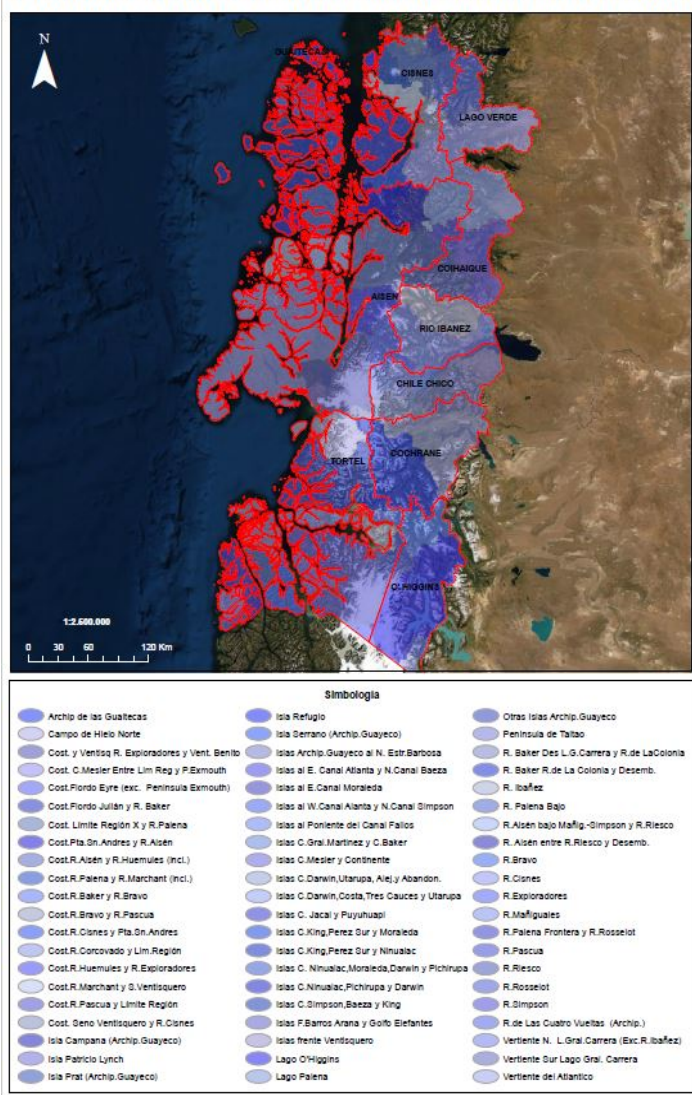 N
GUAITECAS
CISNES
LAGO VERDE
COIHAIQUE
AISEN
RIO IBANEZ
CHILE CHICO
COCHRANE
TORTEL
O'HIGGINS
1:2.500.000
0 30 60 120 Km
Simbología
Archip de las Guaitecas
Campo de Hielo Norte
Cost. y Ventisq R. Exploradores y Vent. Benito
Cost. C.Mesier Entre Lim Reg y P.Exmouth
Cost.Fiordo Eyre (exc. Península Exmouth)
Cost.Fiordo Julián y R. Baker
Cost. Límite Región X y R.Palena
Cost.Pta.Sn.Andres y R.Aisén
Cost.R.Aisén y R.Huemules (Incl.)
Cost.R.Palena y R.Marchant (Incl.)
Cost.R.Baker y R.Bravo
Cost.R.Bravo y R.Pascua
Cost.R.Cisnes y Pta.Sn.Andres
Cost.R.Corcovado y Lim.Región
Cost.R.Huemules y R.Exploradores
Cost.R.Marchant y S.Ventisquero
Cost.R.Pascua y Límite Región
Cost. Seno Ventisquero y R.Cisnes
Isla Campana (Archip.Guayeco)
Isla Patricio Lynch
Isla Prat (Archip.Guayeco)
Isla Refugio
Isla Serrano (Archip.Guayeco)
Islas Archip.Guayeco al N. Estr.Barbosa
Islas al E. Canal Atlanta y N.Canal Baeza
Islas al E.Canal Moraleda
Islas al W.Canal Alanta y N.Canal Simpson
Islas al Poniente del Canal Fallos
Islas C.Gral.Martinez y C.Baker
Islas C.Mesier y Continente
Islas C.Darwin,Utarupa, Alej.y Abandon.
Islas C.Darwin,Costa,Tres Cauces y Utarupa
Islas C. Jacal y Puyuhuapi
Islas C.King,Perez Sur y Moraleda
Islas C.King,Perez Sur y Ninualac
Islas C. Ninualac,Moraleda,Darwin y Pichirupa
Islas C.Ninualac,Pichirupa y Darwin
Islas C.Simpson,Baeza y King
Islas F.Barros Arana y Golfo Elefantes
Islas frente Ventisquero
Lago O'Higgins
Lago Palena
Otras Islas Archip.Guayeco
Península de Taitao
R. Baker Des L.G.Carrera y R.de LaColonia
R. Baker R.de La Colonia y Desemb.
R. Ibañez
R. Palena Bajo
R.Aisén bajo Mañig.-Simpson y R.Riesco
R. Aisén entre R.Riesco y Desemb.
R.Bravo
R.Cisnes
R.Exploradores
R.Mañiguales
R.Palena Frontera y R.Rosselot
R.Pascua
R.Riesco
R.Rosselot
R.Simpson
R.de Las Cuatro Vueltas (Archip.)
Vertiente N. L.Gral.Carrera (Exc.R.Ibañez)
Vertiente Sur Lago Gral. Carrera
Vertiente del Atlantico